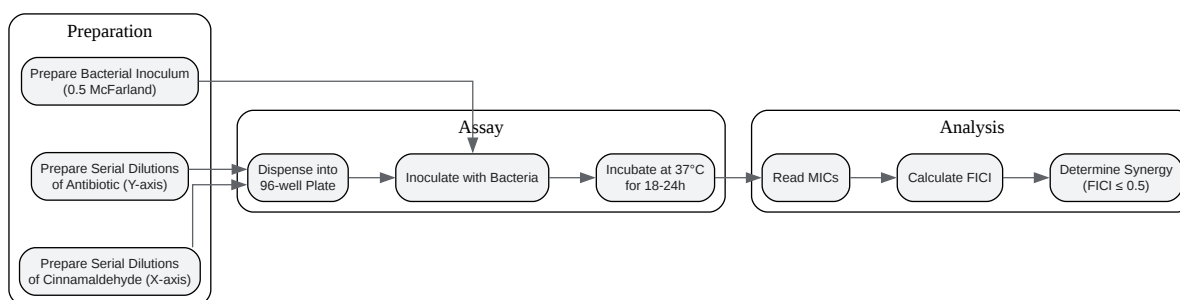 Preparation
Prepare Bacterial Inoculum
(0.5 McFarland)
Prepare Serial Dilutions
of Antibiotic (Y-axis)
Prepare Serial Dilutions
of Cinnamaldehyde (X-axis)
Assay
Dispense into
96-well Plate
Inoculate with Bacteria
Incubate at 37°C
for 18-24h
Analysis
Read MICs
Calculate FICI
Determine Synergy
(FICI ≤ 0.5)